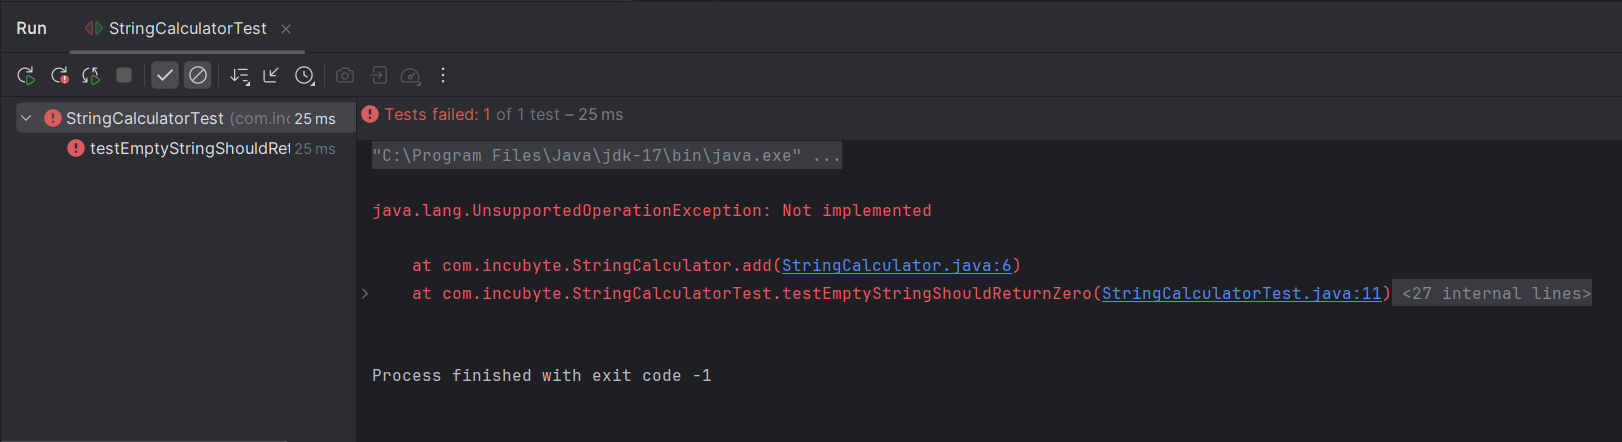 Run StringCalculatorTest
StringCalculatorTest (com.inc 25 ms
testEmptyStringShouldRet 25 ms
Tests failed: 1 of 1 test – 25 ms
"C:\Program Files\Java\jdk-17\bin\java.exe" ...
java.lang.UnsupportedOperationException: Not implemented
at com.incubyte.StringCalculator.add(StringCalculator.java:6)
at com.incubyte.StringCalculatorTest.testEmptyStringShouldReturnZero(StringCalculatorTest.java:11) <27 internal lines>
Process finished with exit code -1